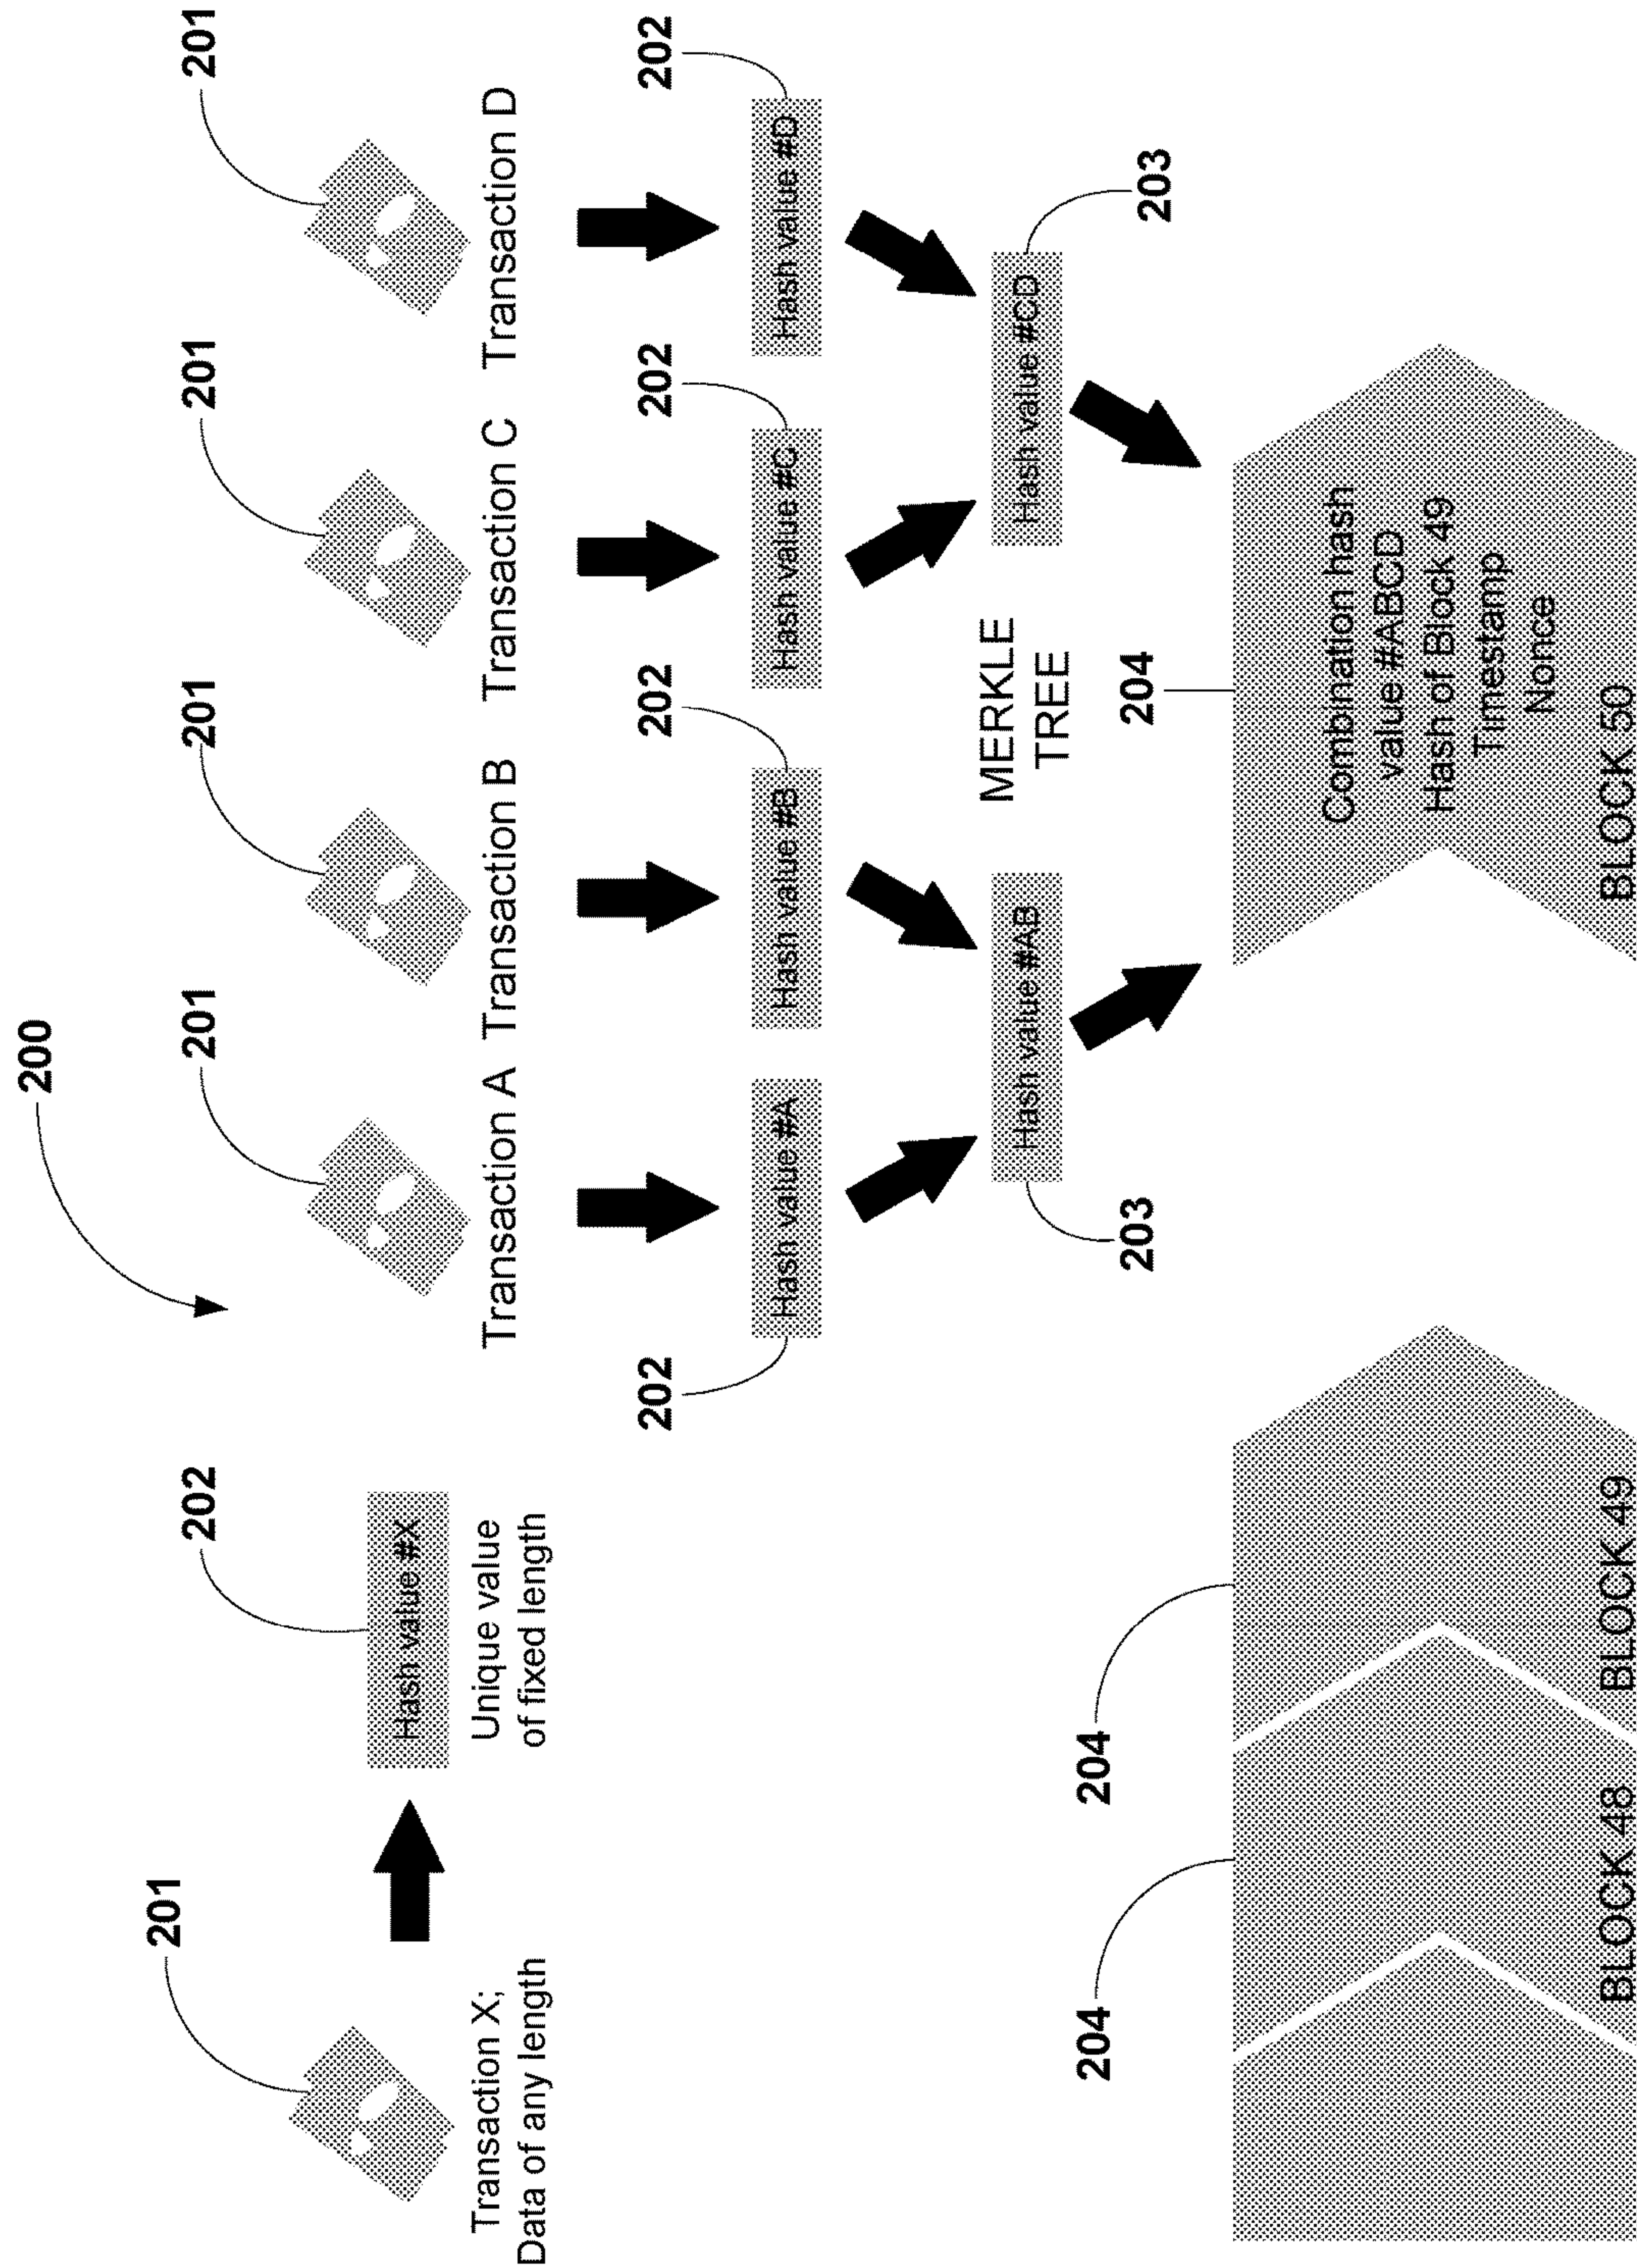 200
201
201
201
201
201
202
Transaction X;
Data of any length
Hash value #X
Unique value
of fixed length
Transaction A
Transaction B
Transaction C
Transaction D
202
202
202
202
Hash value #A
Hash value #B
Hash value #C
Hash value #D
203
Hash value #AB
MERKLE
TREE
Hash value #CD
203
204
204
204
Combination hash
value #ABCD
Hash of Block 49
Timestamp
Nonce
BLOCK 48
BLOCK 49
BLOCK 50